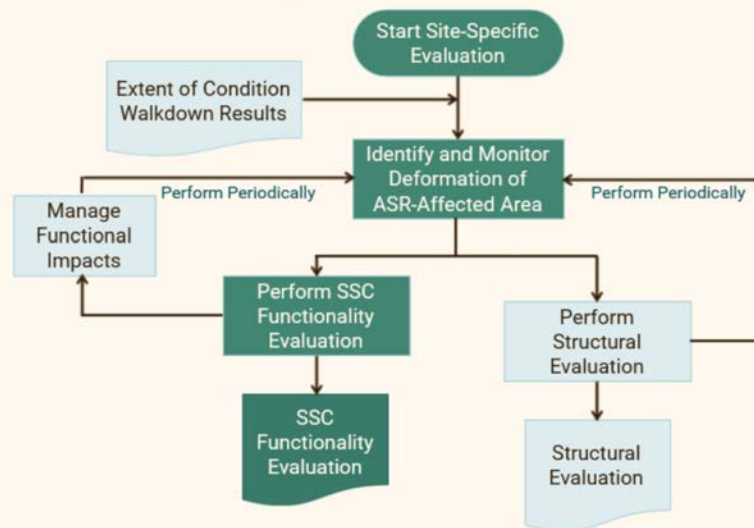 Start Site-Specific
Evaluation
Extent of Condition
Walkdown Results
Identify and Monitor
Deformation of
ASR-Affected Area
Perform Periodically
Perform Periodically
Manage
Functional
Impacts
Perform SSC
Functionality
Evaluation
Perform
Structural
Evaluation
SSC
Functionality
Evaluation
Structural
Evaluation